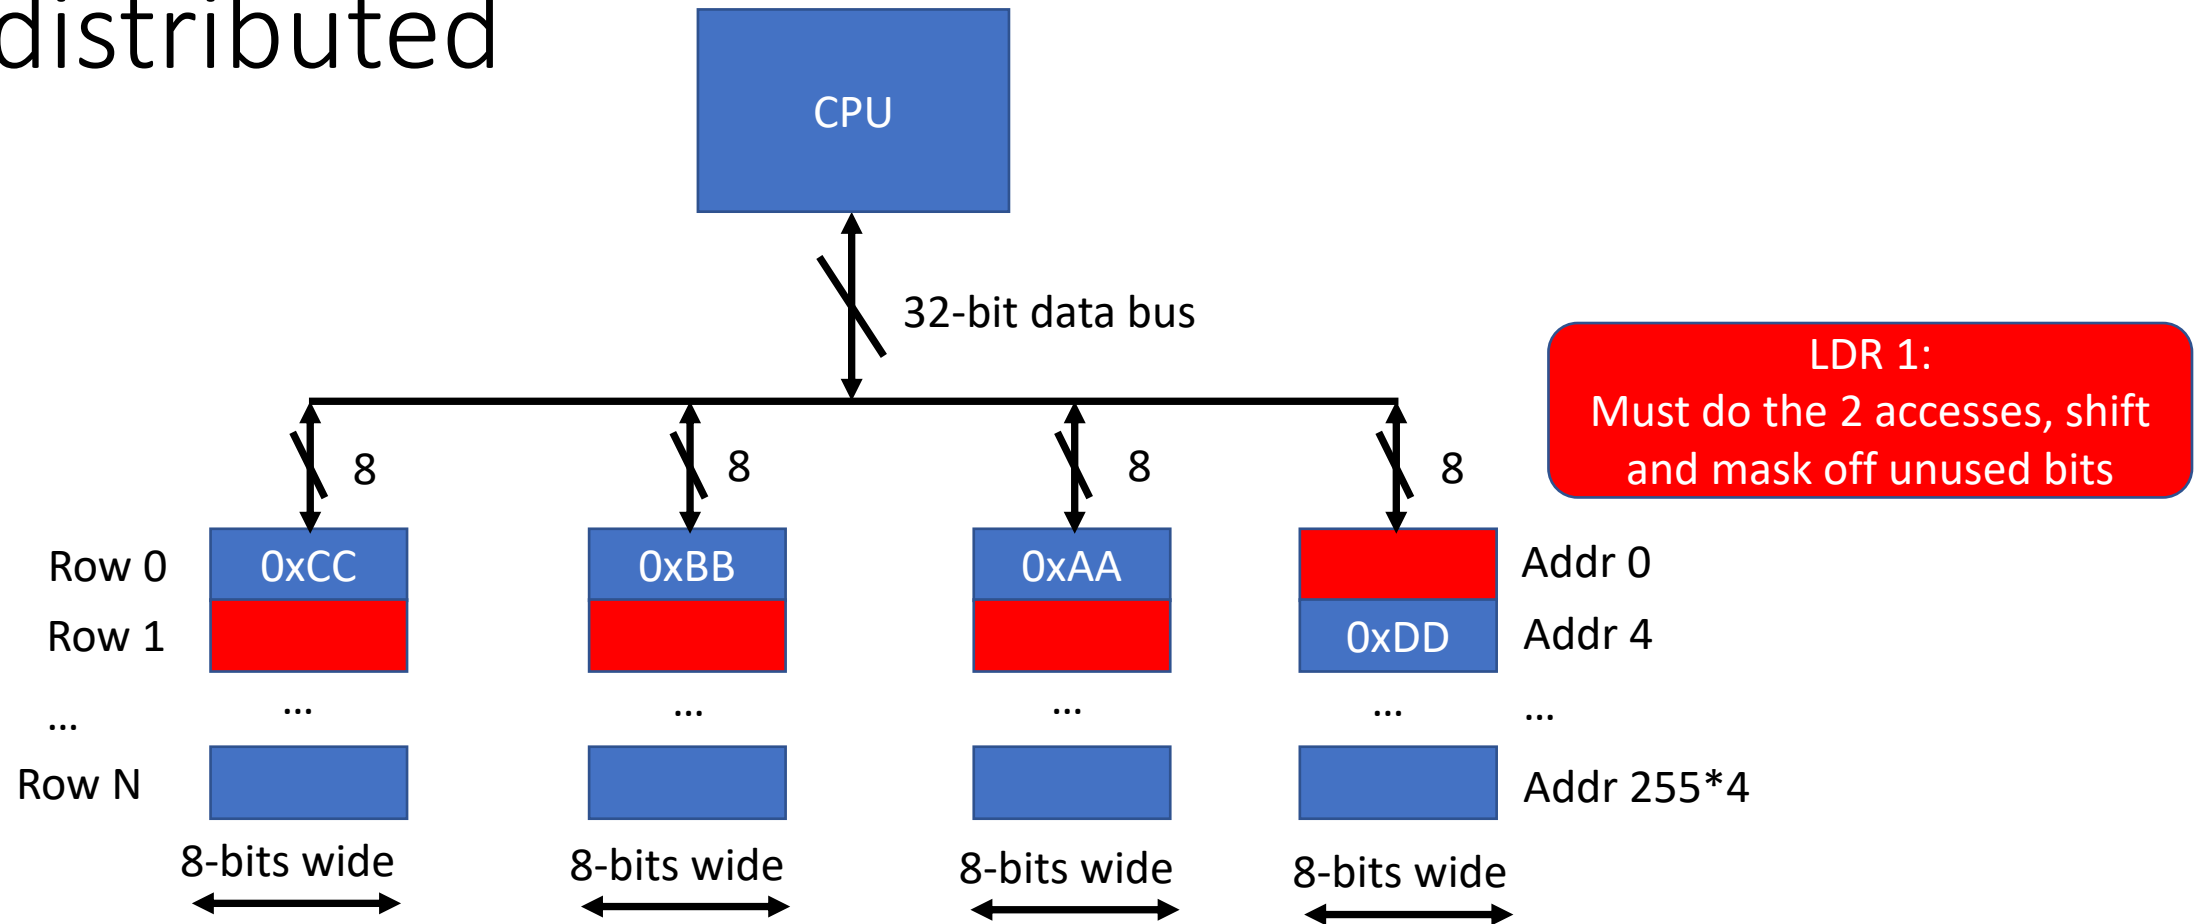 distributed
CPU
32-bit data bus
LDR 1:
Must do the 2 accesses, shift
and mask off unused bits
8 8 8 8
Row 0 0xCC 0xBB 0xAA Addr 0
Row 1 0xDD Addr 4
... ... ... ... ... ...
Row N Addr 255*4
8-bits wide 8-bits wide 8-bits wide 8-bits wide